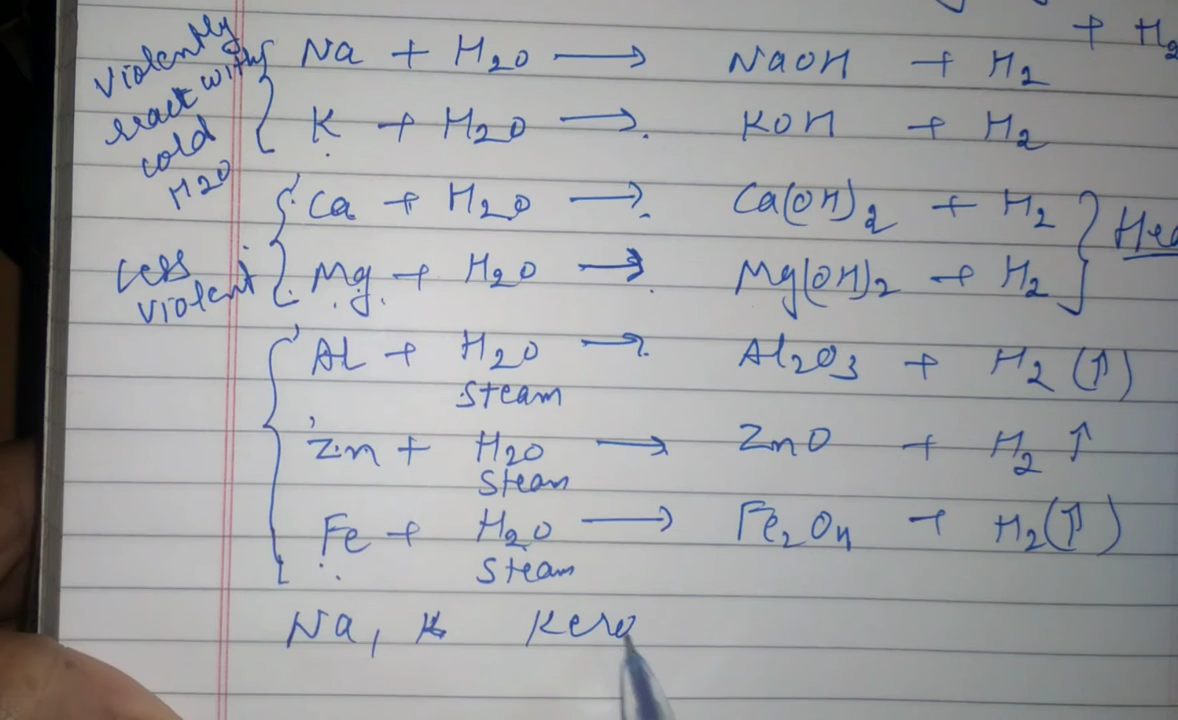 + H2
Violently react with cold H2O
Na + H2O → NaOH + H2
K + H2O → KOH + H2
Less violent
Ca + H2O → Ca(OH)2 + H2
Mg + H2O → Mg(OH)2 + H2
Al + H2O → Al2O3 + H2 (↑)
Steam
Zn + H2O → ZnO + H2 ↑
Steam
Fe + H2O → Fe2O4 + H2(↑)
Steam
Na, K Kero